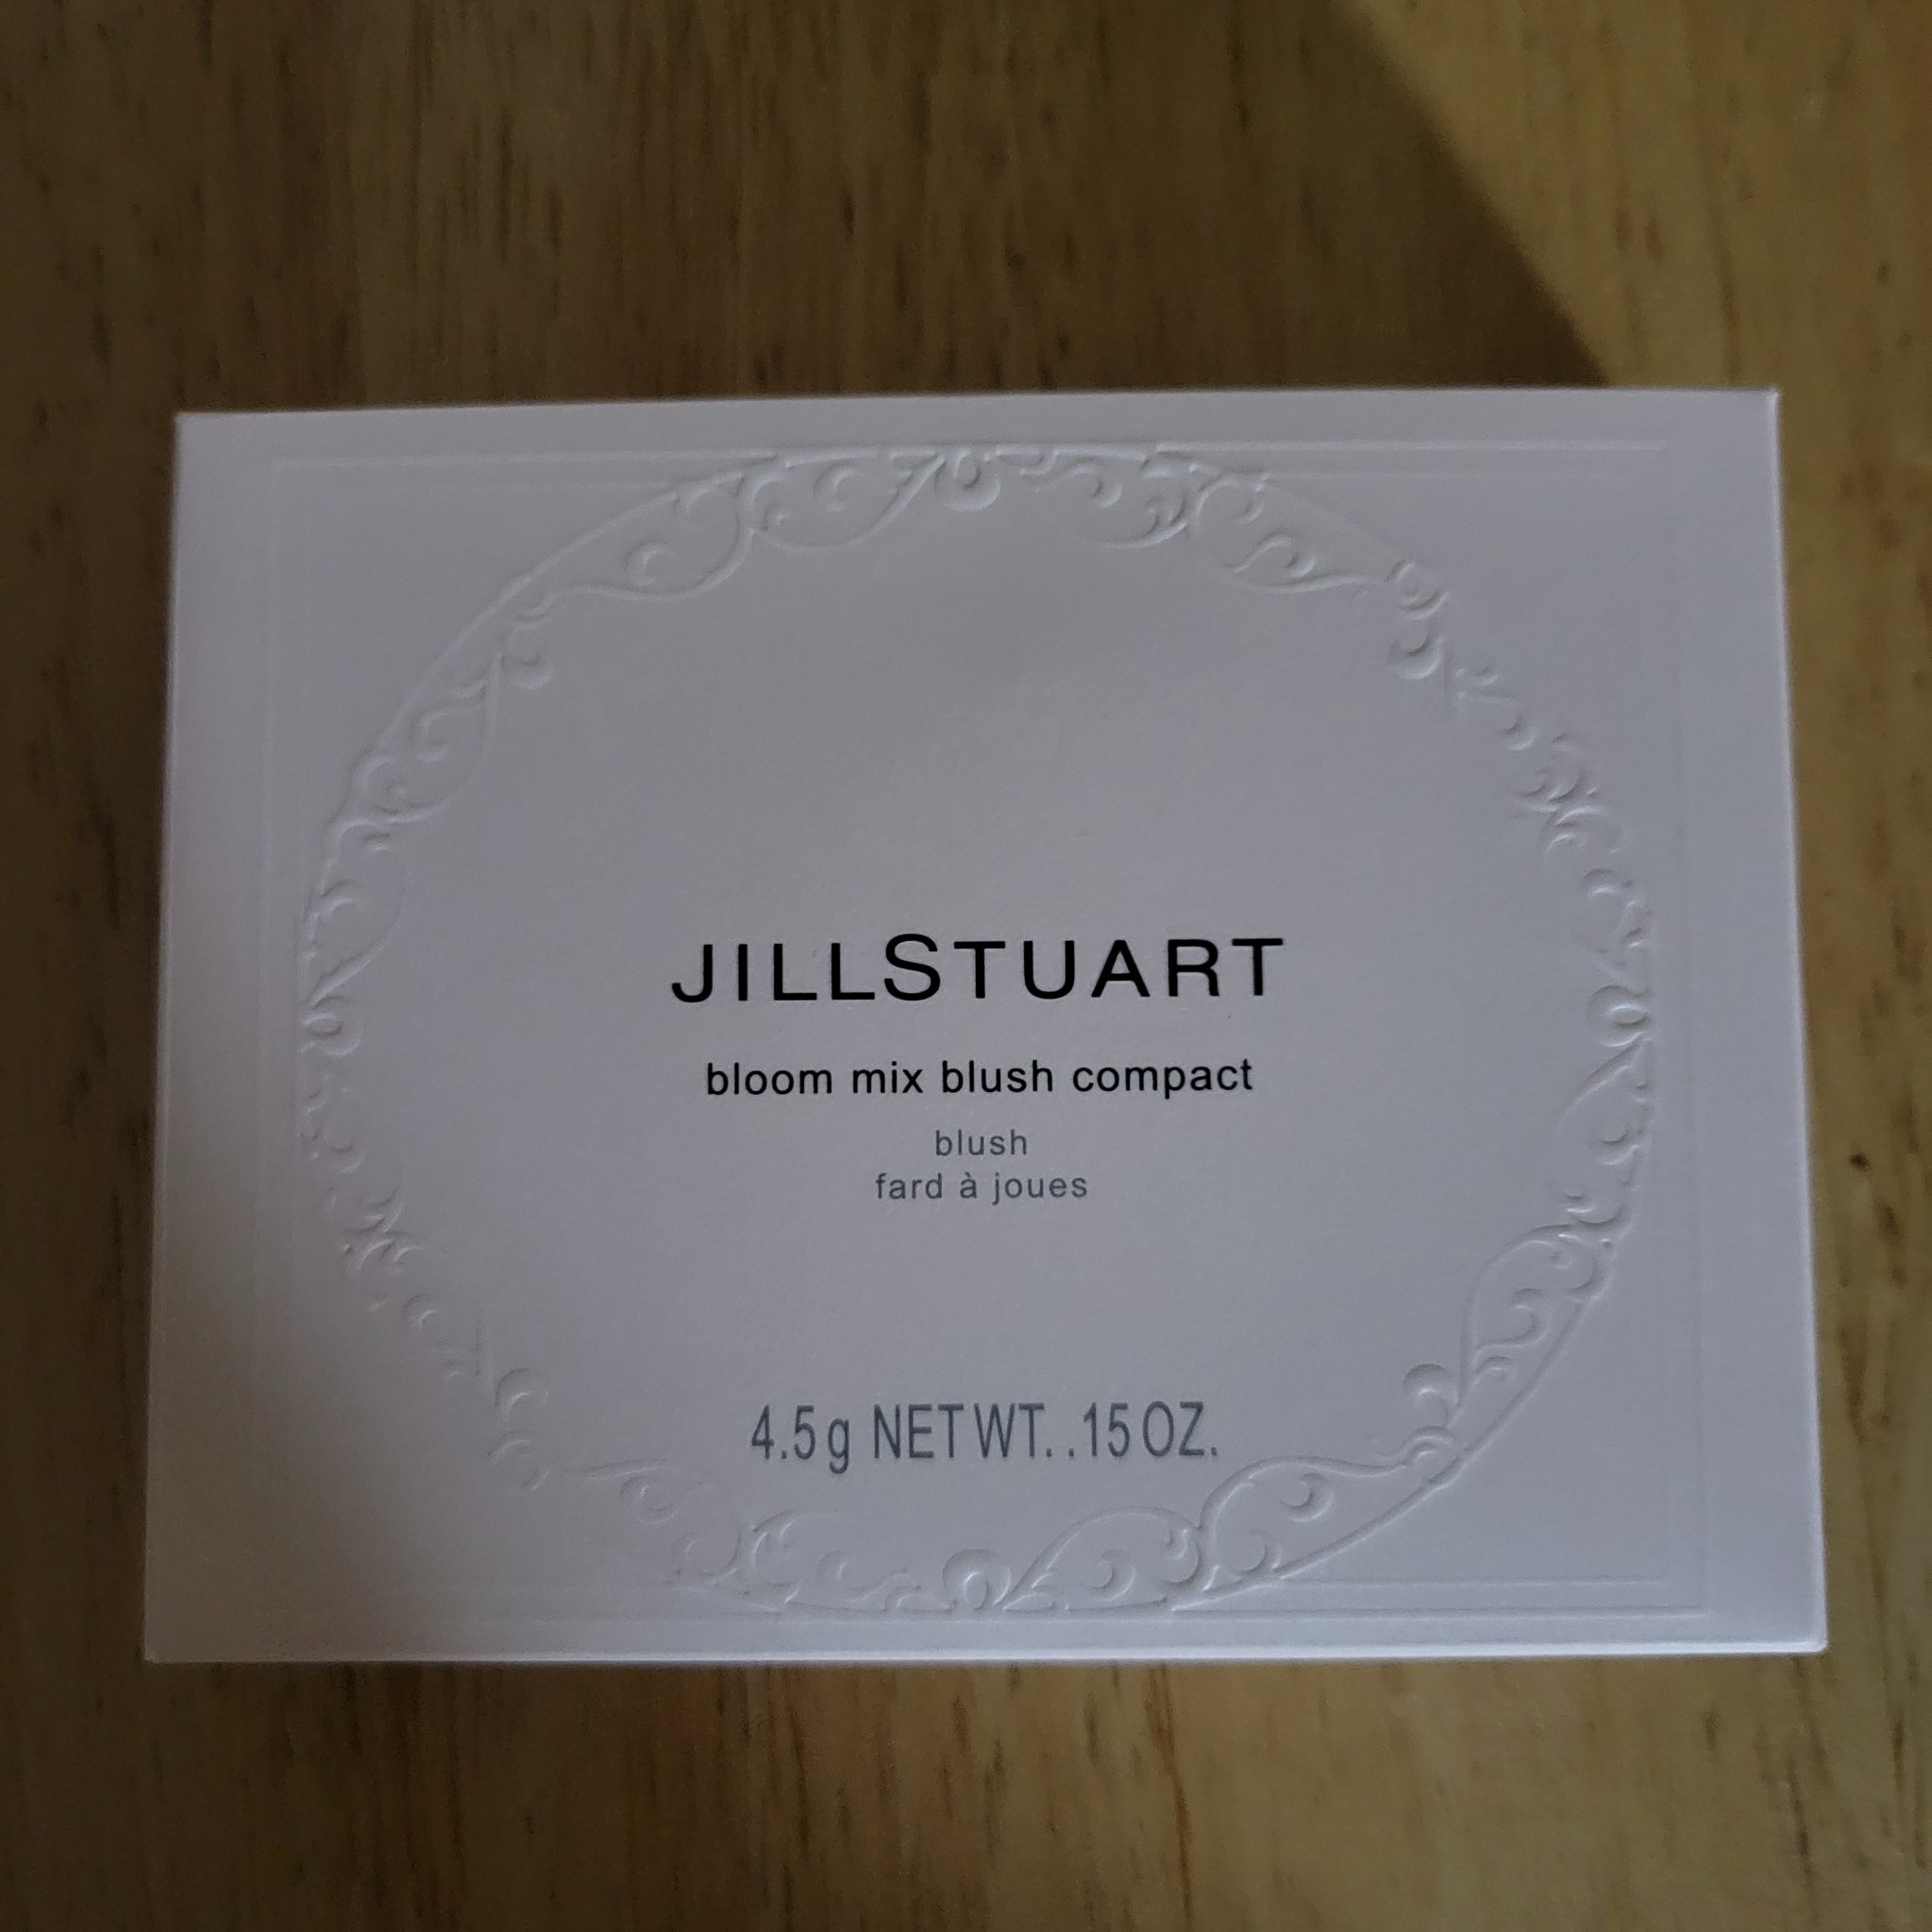 JILLSTUART
bloom mix blush compact
blush
fard à joues
4.5g NET WT. .15 OZ.